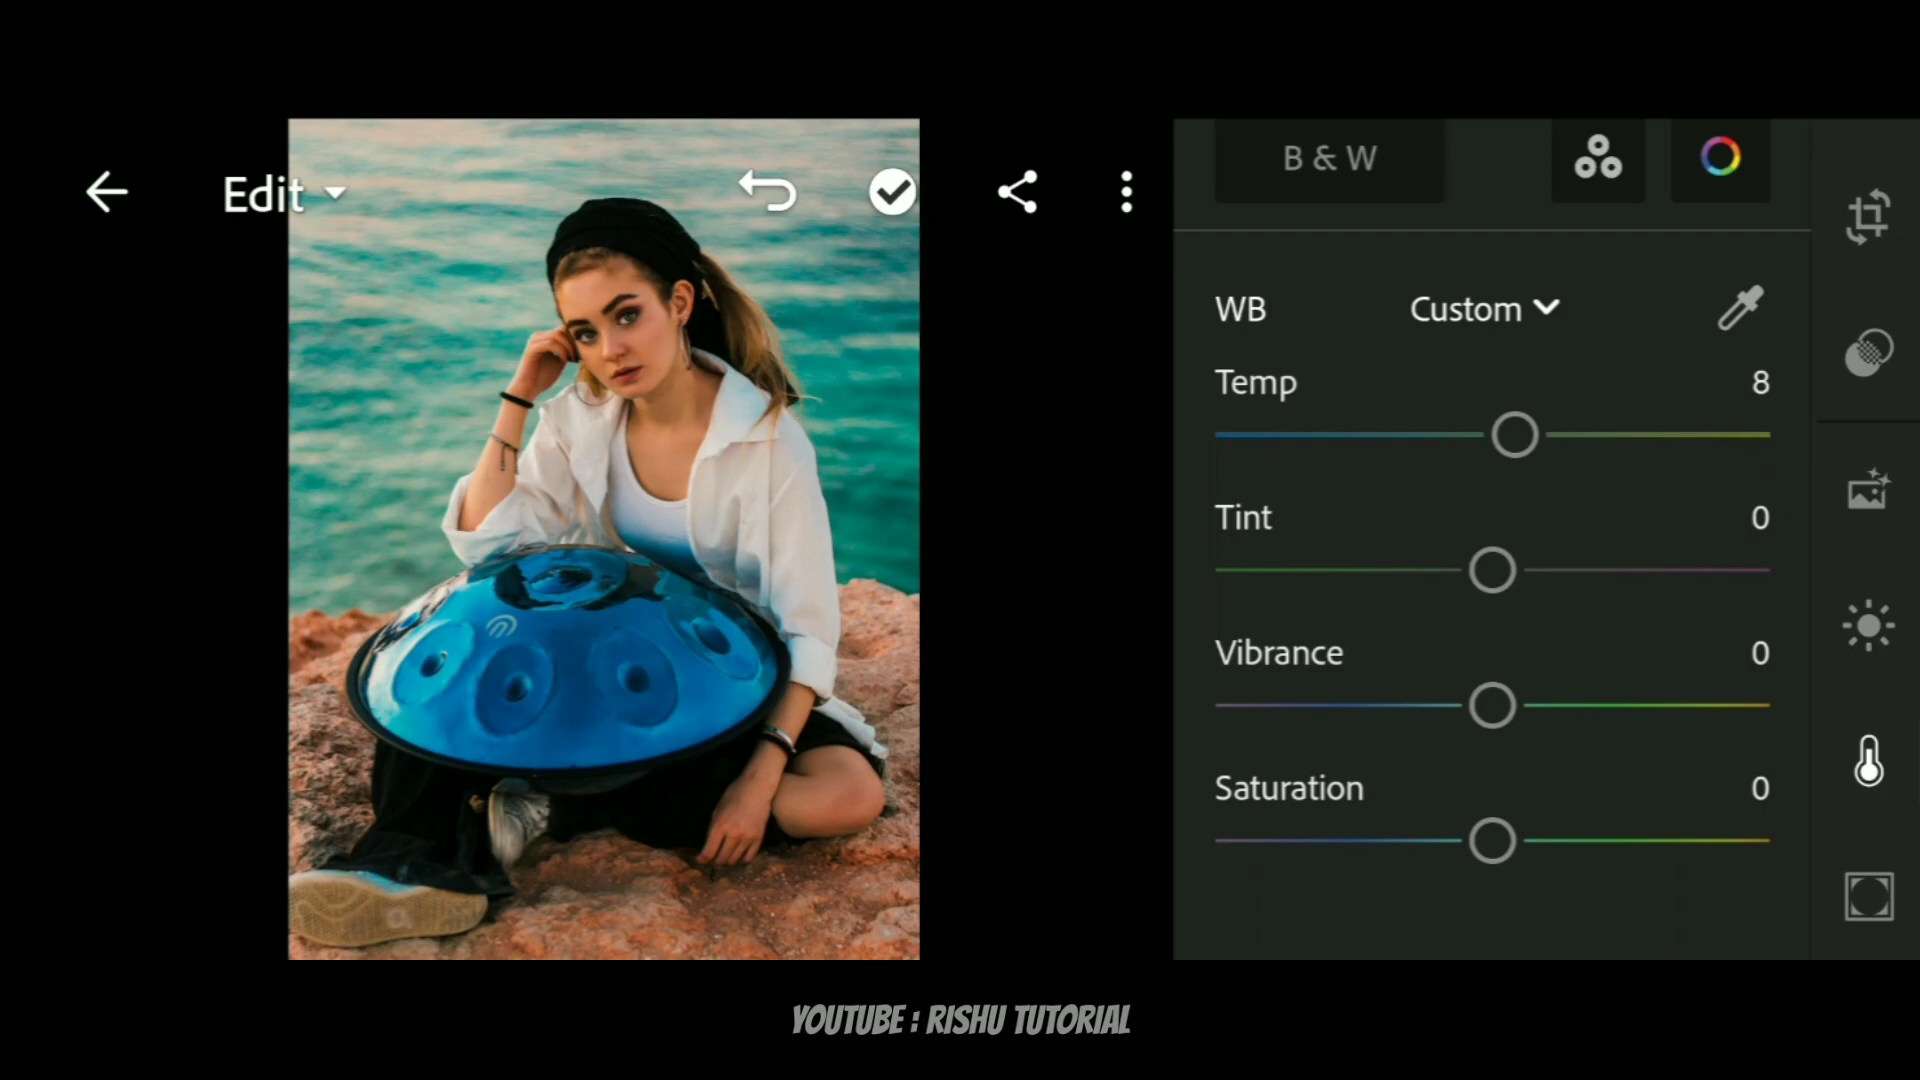 Edit
B & W
WB Custom
Temp 8
Tint 0
Vibrance 0
Saturation 0
YOUTUBE : RISHU TUTORIAL